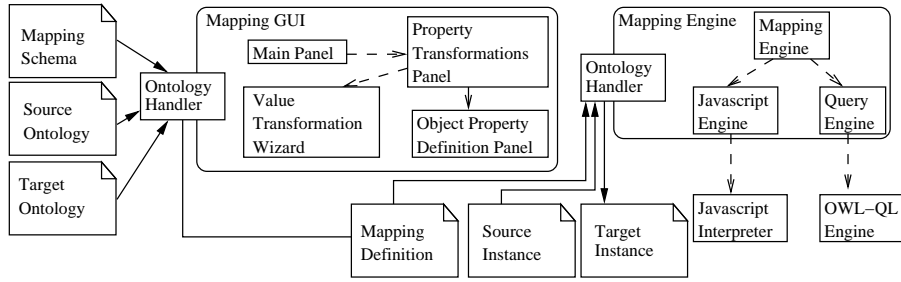 Mapping
Schema
Source
Ontology
Target
Ontology
Ontology
Handler
Mapping GUI
Main Panel
Property
Transformations
Panel
Value
Transformation
Wizard
Object Property
Definition Panel
Mapping
Definition
Source
Instance
Target
Instance
Ontology
Handler
Mapping Engine
Mapping
Engine
Javascript
Engine
Query
Engine
Javascript
Interpreter
OWL−QL
Engine